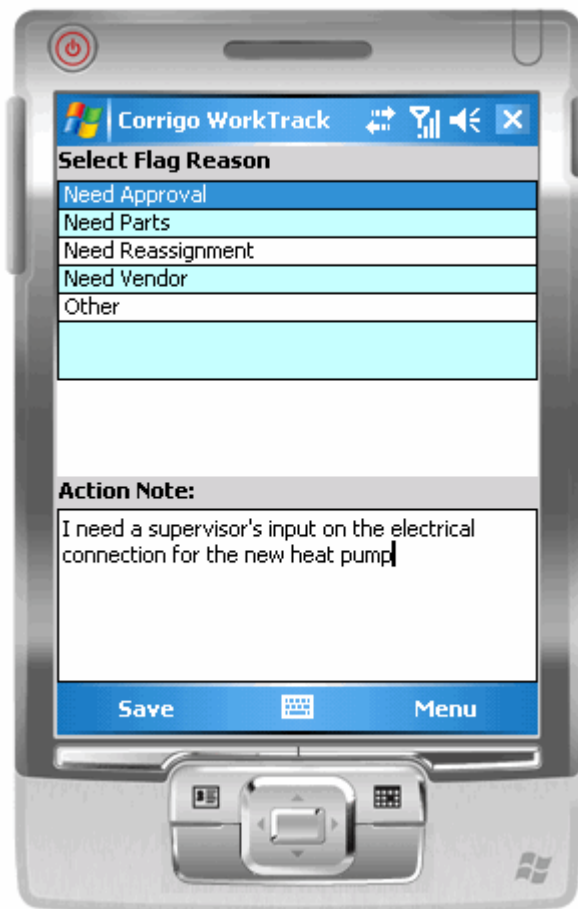 Corrigo WorkTrack
Select Flag Reason
Need Approval
Need Parts
Need Reassignment
Need Vendor
Other
Action Note:
I need a supervisor's input on the electrical
connection for the new heat pump
Save Menu